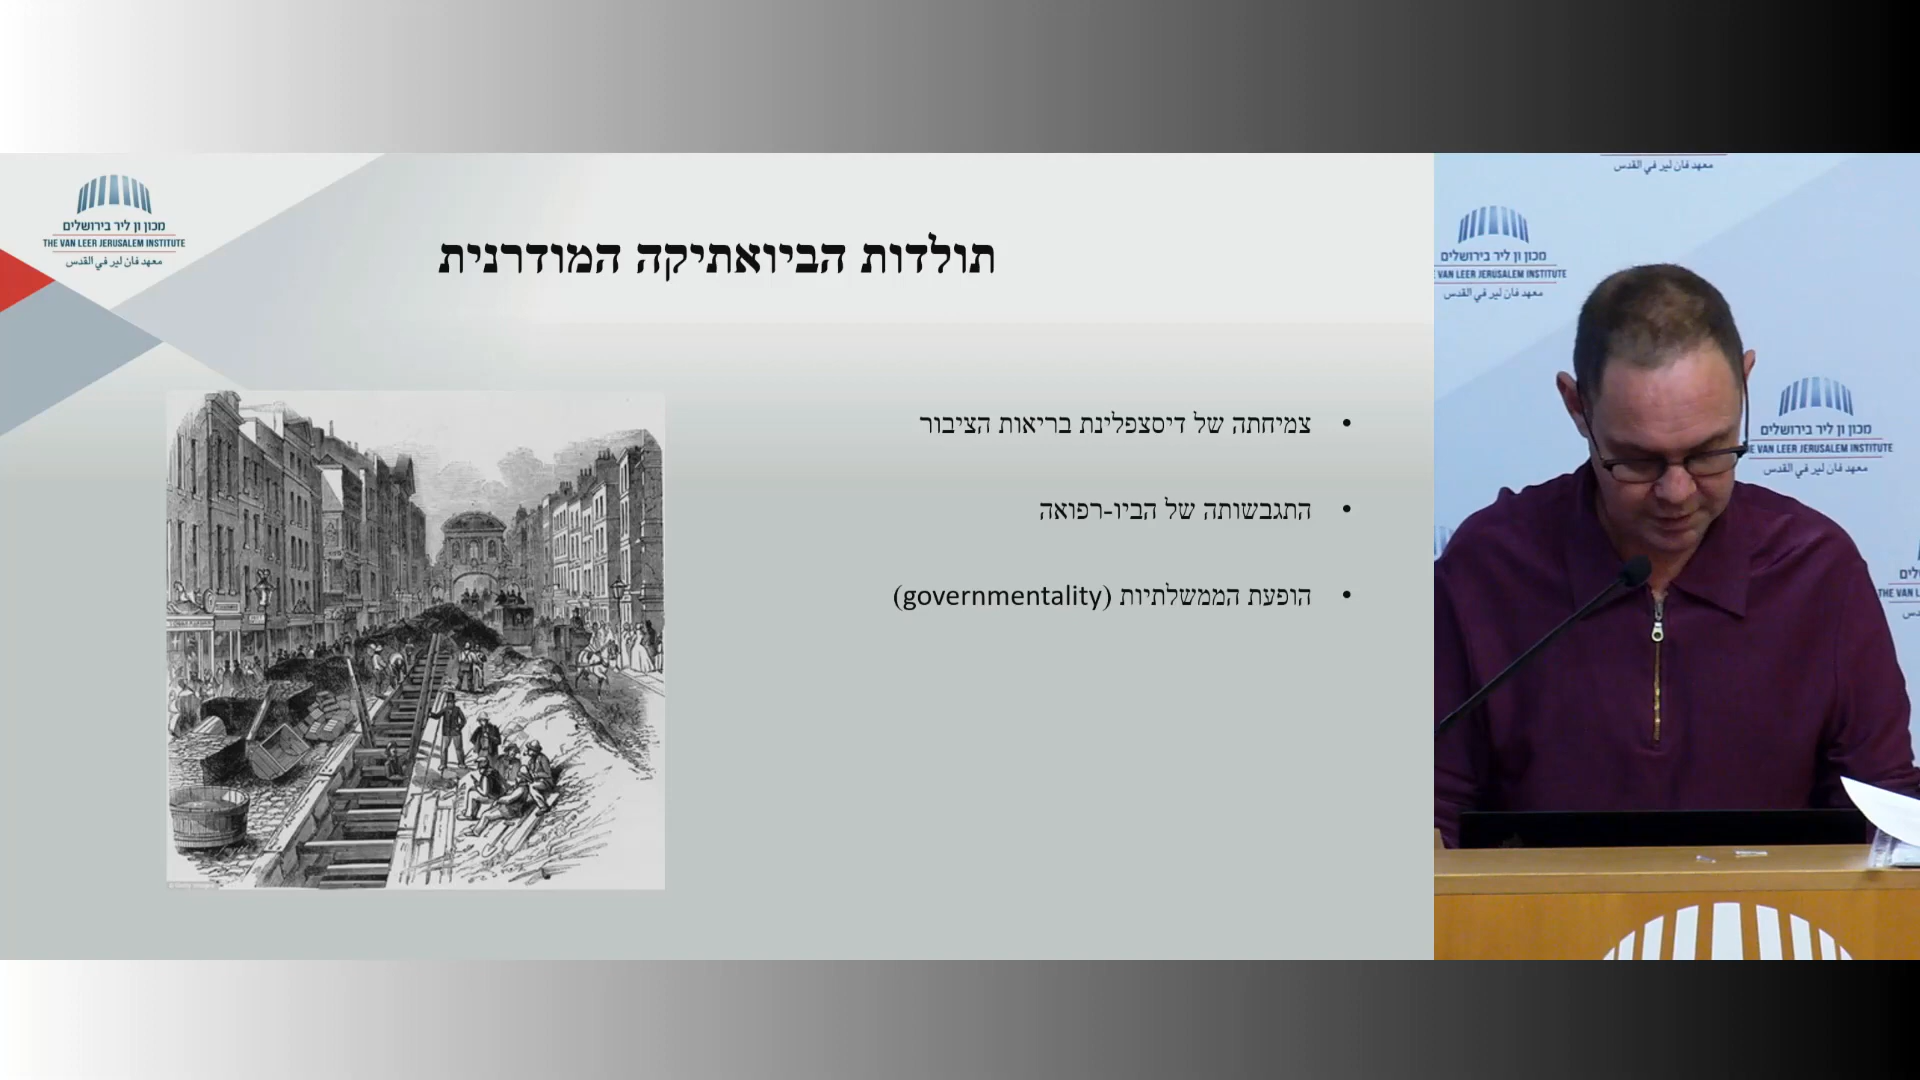 מכון ון ליר בירושלים
THE VAN LEER JERUSALEM INSTITUTE
معهد فان لير في القدس
תולדות הביואתיקה המודרנית
• צמיחתה של דיסצפלינת בריאות הציבור
• התגבשותה של הביו-רפואה
• הופעת הממשלתיות (governmentality)
معهد فان لير في القدس
מכון ון ליר בירושלים
VAN LEER JERUSALEM INSTITUTE
معهد فان لير في القدس
מכון ון ליר בירושלים
VAN LEER JERUSALEM INSTITUTE
معهد فان لير في القدس
THE VAN